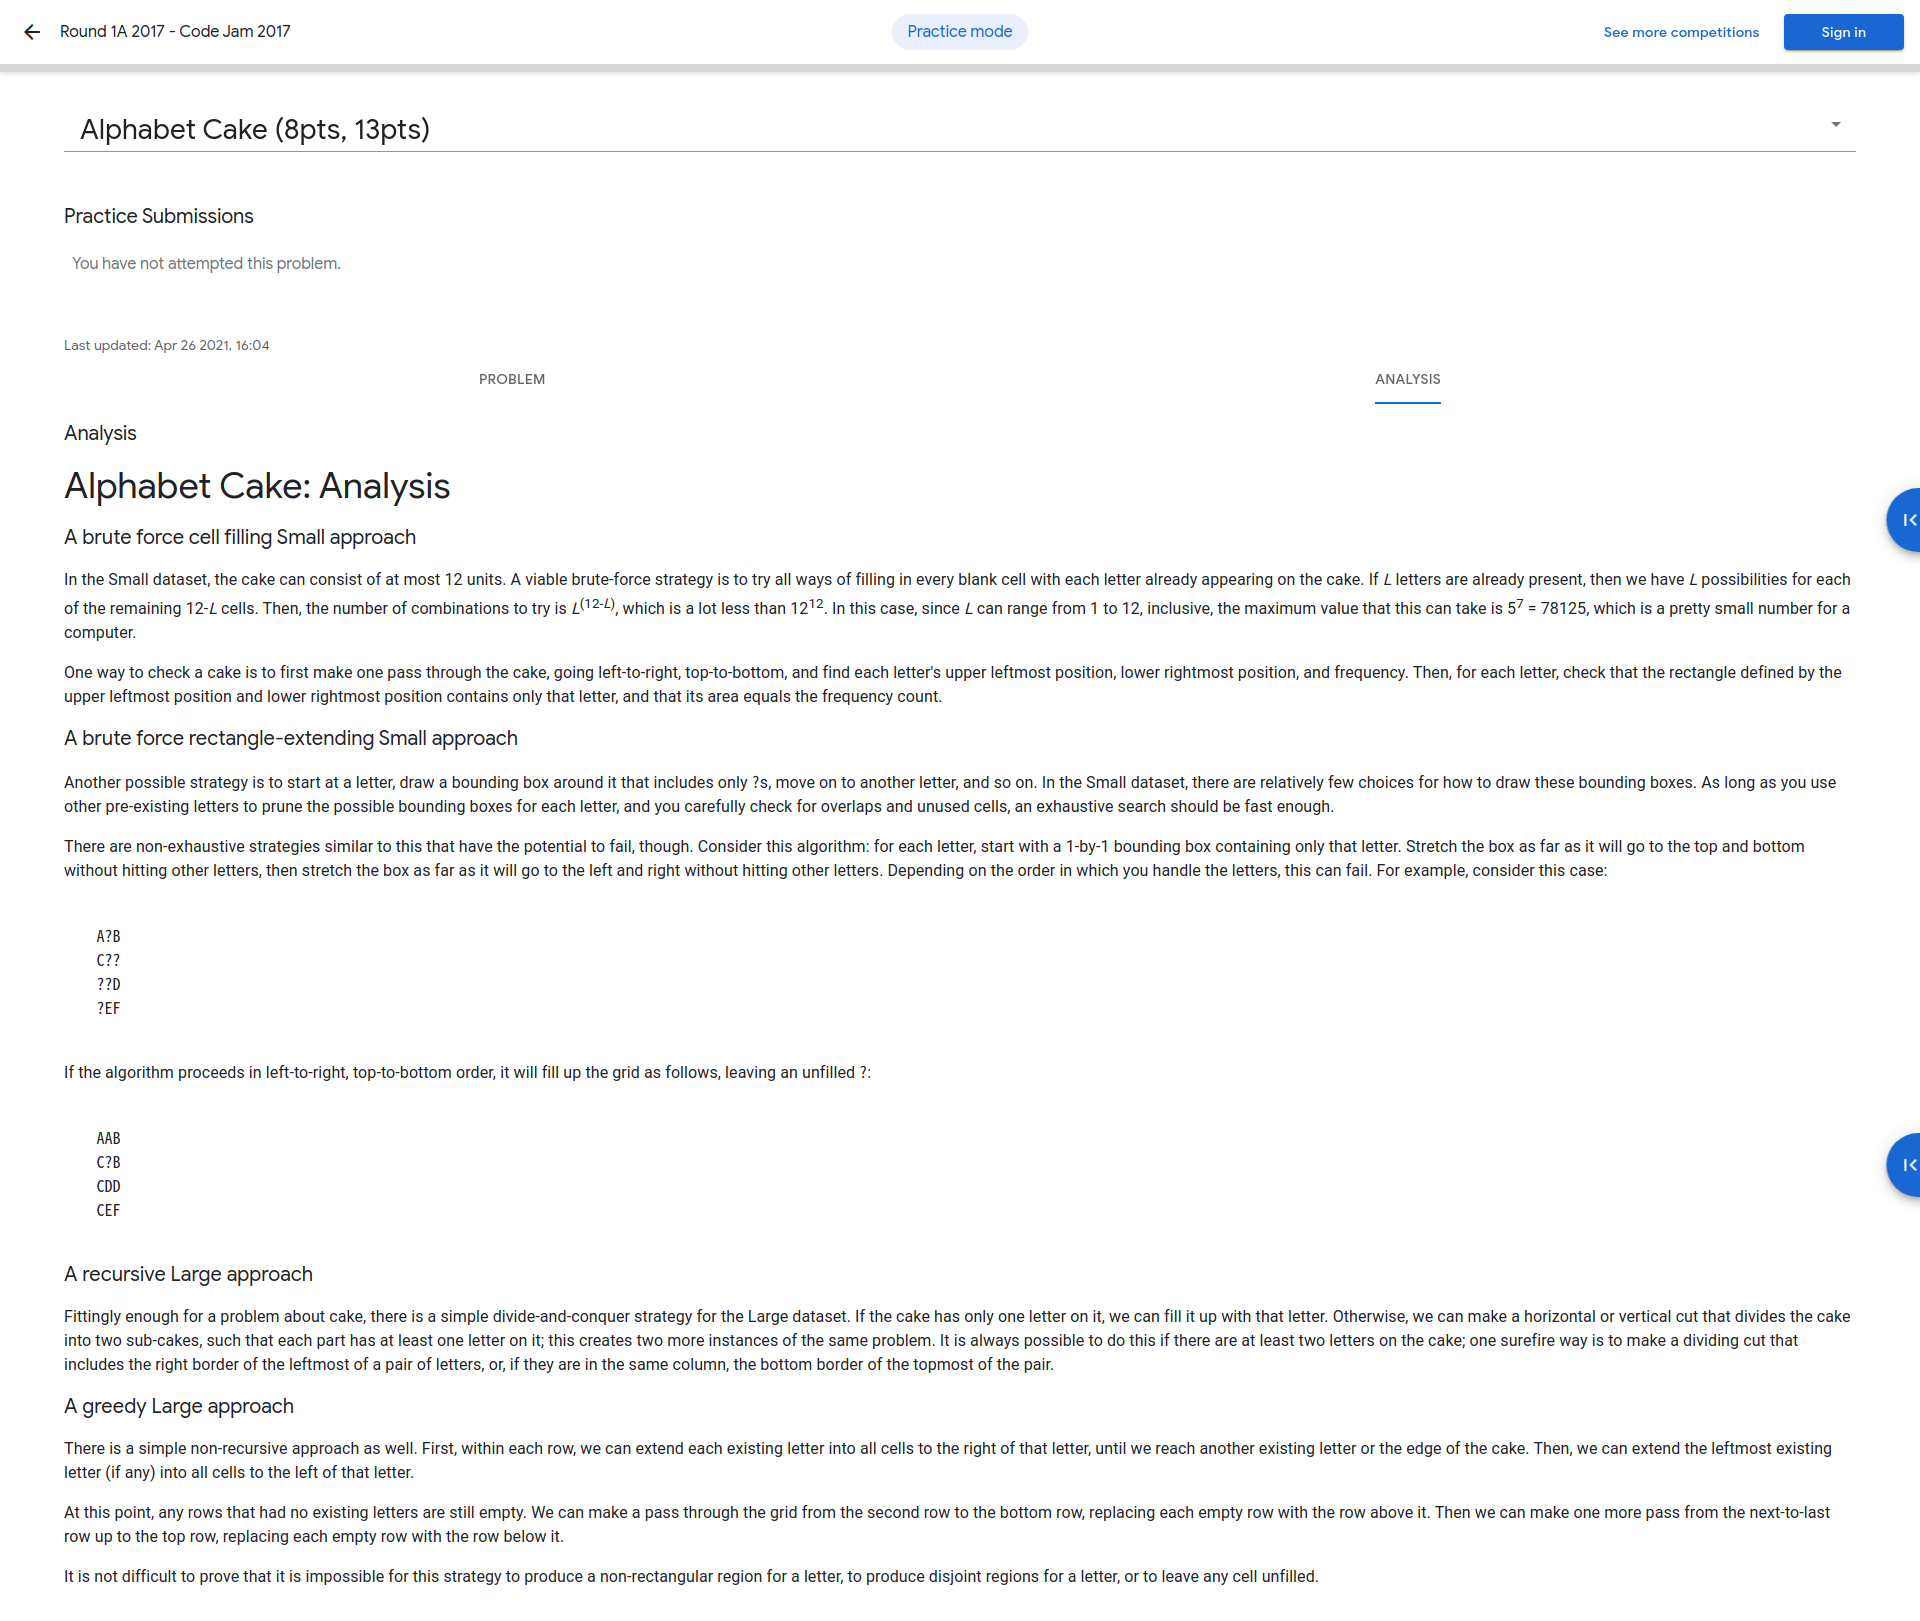 Round 1A 2017 - Code Jam 2017
Practice mode
See more competitions
Sign in
Alphabet Cake (8pts, 13pts)
Practice Submissions
You have not attempted this problem.
Last updated: Apr 26 2021, 16:04
PROBLEM
ANALYSIS
Analysis
Alphabet Cake: Analysis
A brute force cell filling Small approach
In the Small dataset, the cake can consist of at most 12 units. A viable brute-force strategy is to try all ways of filling in every blank cell with each letter already appearing on the cake. If L letters are already present, then we have L possibilities for each
of the remaining 12-L cells. Then, the number of combinations to try is L^(12-L), which is a lot less than 12^12. In this case, since L can range from 1 to 12, inclusive, the maximum value that this can take is 5^7 = 78125, which is a pretty small number for a
computer.
One way to check a cake is to first make one pass through the cake, going left-to-right, top-to-bottom, and find each letter's upper leftmost position, lower rightmost position, and frequency. Then, for each letter, check that the rectangle defined by the
upper leftmost position and lower rightmost position contains only that letter, and that its area equals the frequency count.
A brute force rectangle-extending Small approach
Another possible strategy is to start at a letter, draw a bounding box around it that includes only ?s, move on to another letter, and so on. In the Small dataset, there are relatively few choices for how to draw these bounding boxes. As long as you use
other pre-existing letters to prune the possible bounding boxes for each letter, and you carefully check for overlaps and unused cells, an exhaustive search should be fast enough.
There are non-exhaustive strategies similar to this that have the potential to fail, though. Consider this algorithm: for each letter, start with a 1-by-1 bounding box containing only that letter. Stretch the box as far as it will go to the top and bottom
without hitting other letters, then stretch the box as far as it will go to the left and right without hitting other letters. Depending on the order in which you handle the letters, this can fail. For example, consider this case:
A?B
C??
??D
?EF
If the algorithm proceeds in left-to-right, top-to-bottom order, it will fill up the grid as follows, leaving an unfilled ?:
AAB
C?B
CDD
CEF
A recursive Large approach
Fittingly enough for a problem about cake, there is a simple divide-and-conquer strategy for the Large dataset. If the cake has only one letter on it, we can fill it up with that letter. Otherwise, we can make a horizontal or vertical cut that divides the cake
into two sub-cakes, such that each part has at least one letter on it; this creates two more instances of the same problem. It is always possible to do this if there are at least two letters on the cake; one surefire way is to make a dividing cut that
includes the right border of the leftmost of a pair of letters, or, if they are in the same column, the bottom border of the topmost of the pair.
A greedy Large approach
There is a simple non-recursive approach as well. First, within each row, we can extend each existing letter into all cells to the right of that letter, until we reach another existing letter or the edge of the cake. Then, we can extend the leftmost existing
letter (if any) into all cells to the left of that letter.
At this point, any rows that had no existing letters are still empty. We can make a pass through the grid from the second row to the bottom row, replacing each empty row with the row above it. Then we can make one more pass from the next-to-last
row up to the top row, replacing each empty row with the row below it.
It is not difficult to prove that it is impossible for this strategy to produce a non-rectangular region for a letter, to produce disjoint regions for a letter, or to leave any cell unfilled.